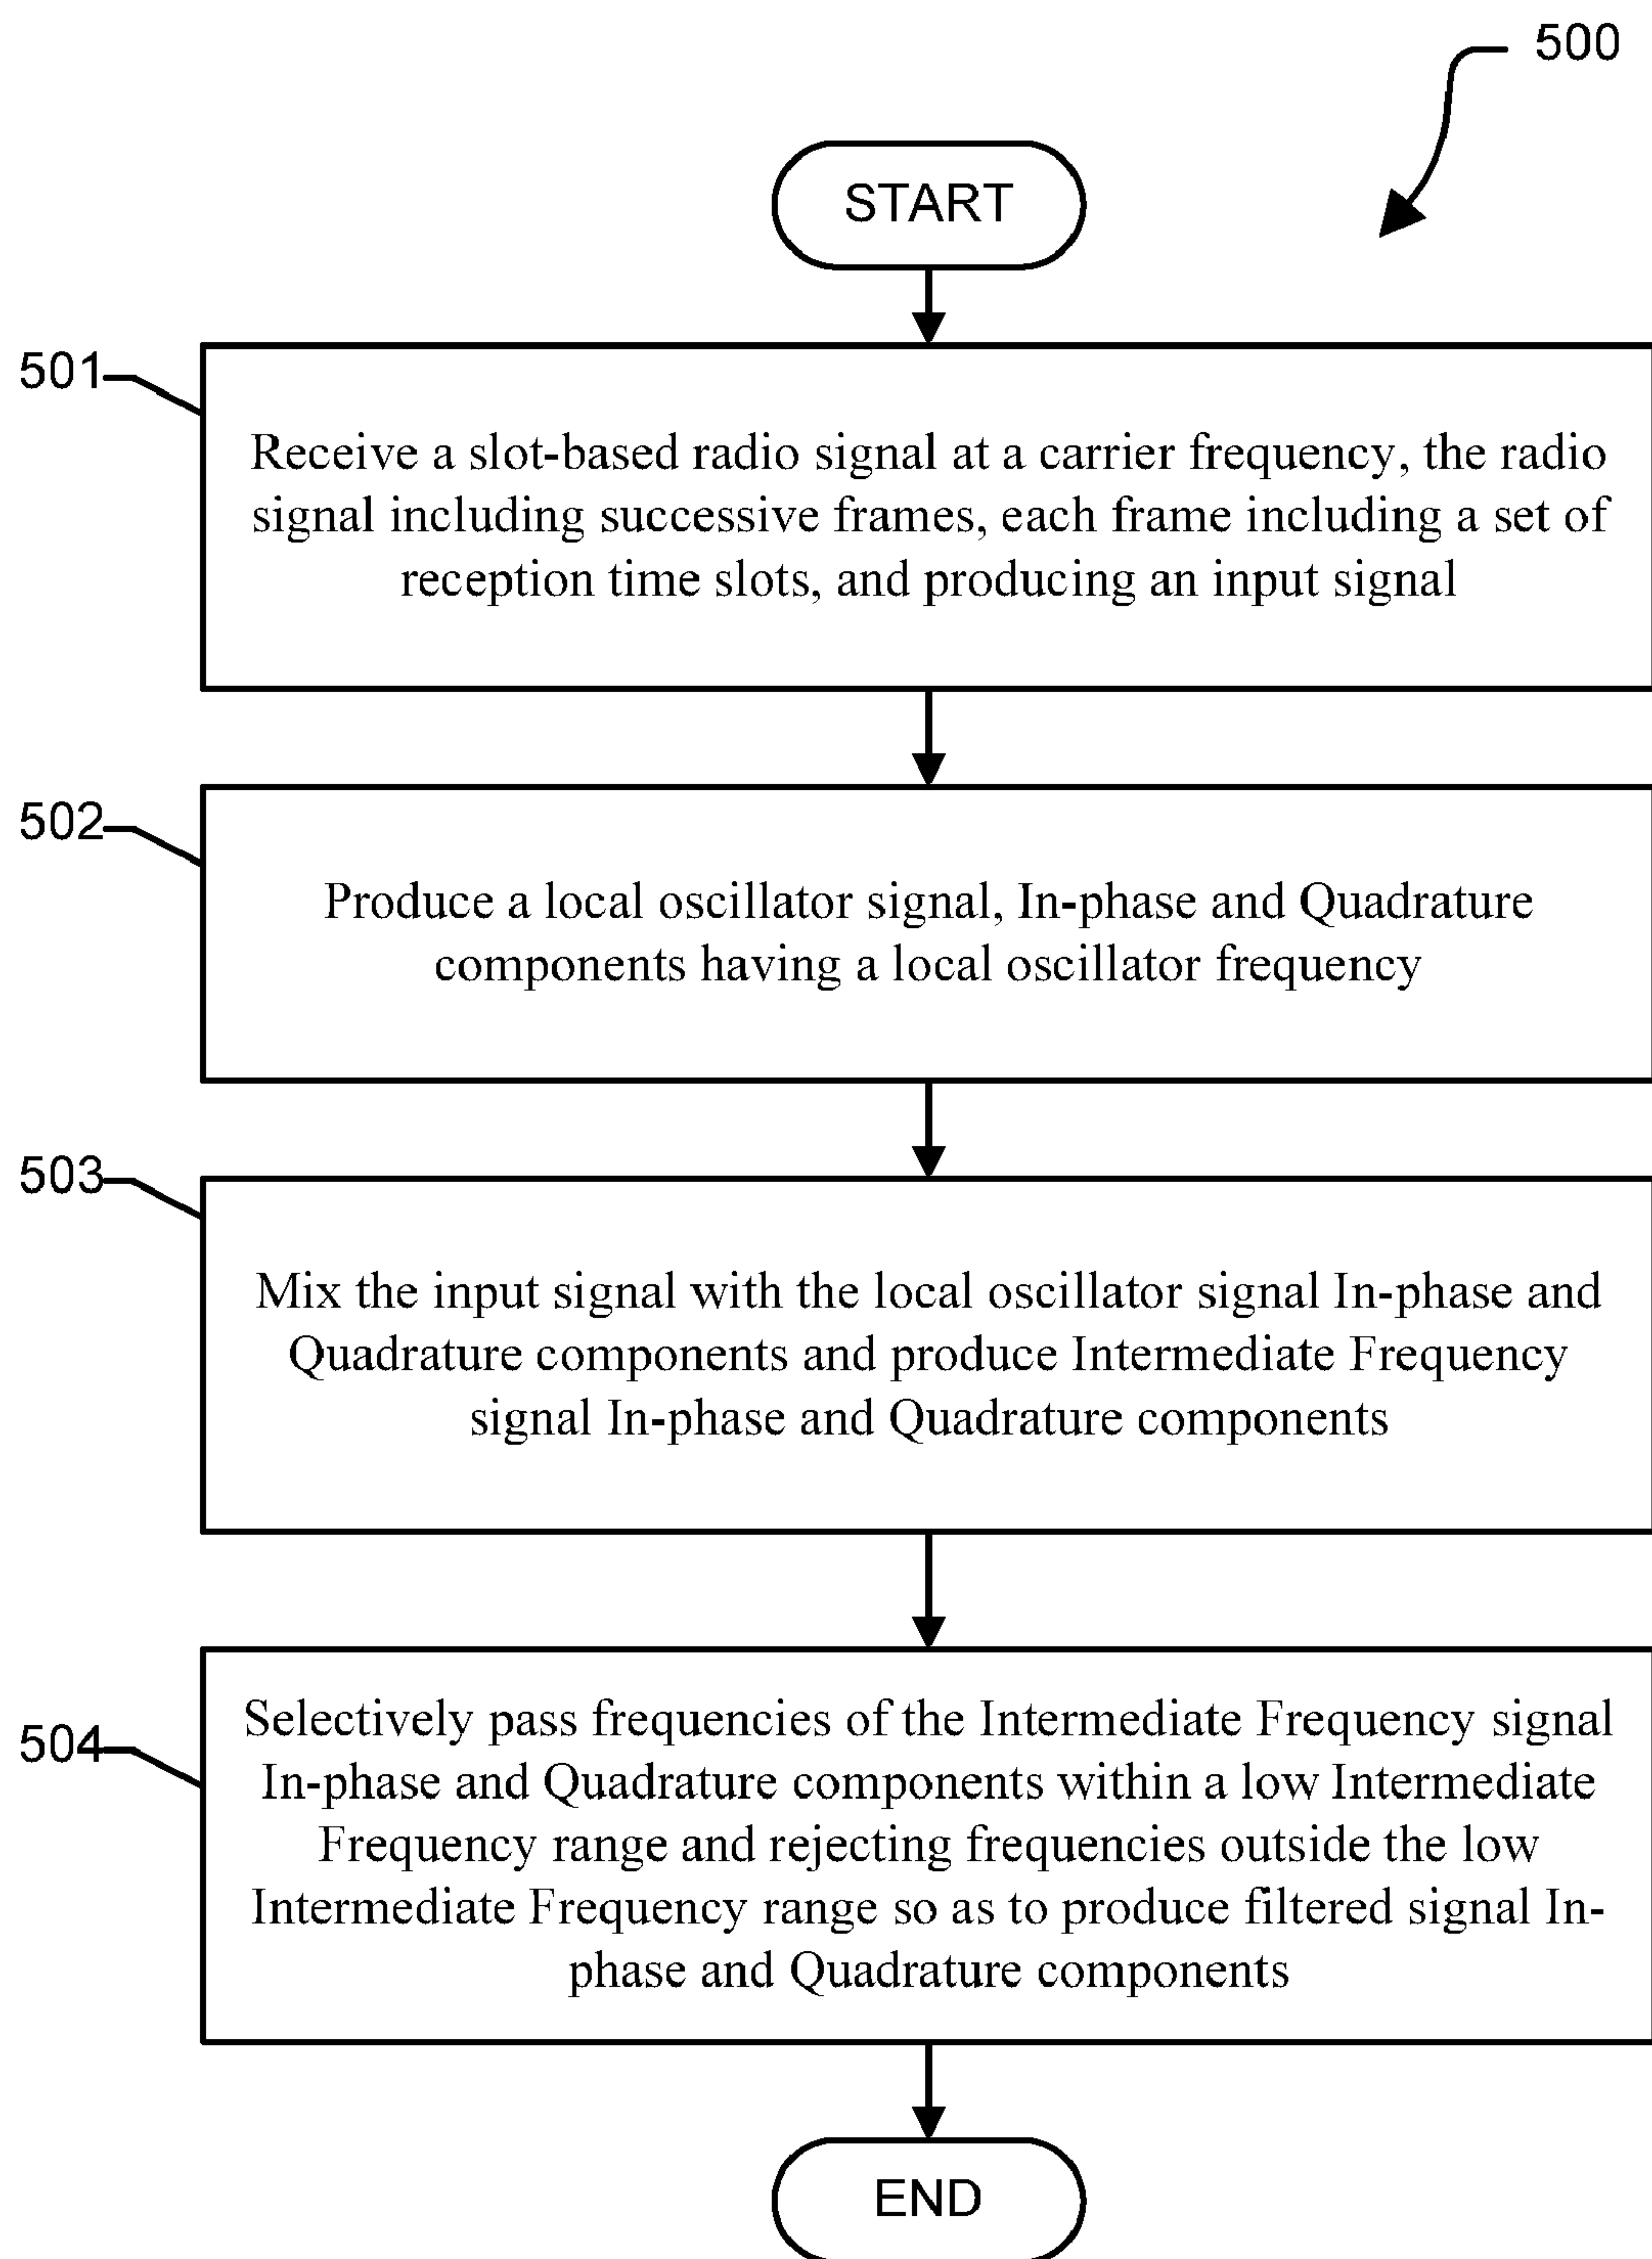 500
START
501
Receive a slot-based radio signal at a carrier frequency, the radio
signal including successive frames, each frame including a set of
reception time slots, and producing an input signal
502
Produce a local oscillator signal, In-phase and Quadrature
components having a local oscillator frequency
503
Mix the input signal with the local oscillator signal In-phase and
Quadrature components and produce Intermediate Frequency
signal In-phase and Quadrature components
504
Selectively pass frequencies of the Intermediate Frequency signal
In-phase and Quadrature components within a low Intermediate
Frequency range and rejecting frequencies outside the low
Intermediate Frequency range so as to produce filtered signal In-
phase and Quadrature components
END